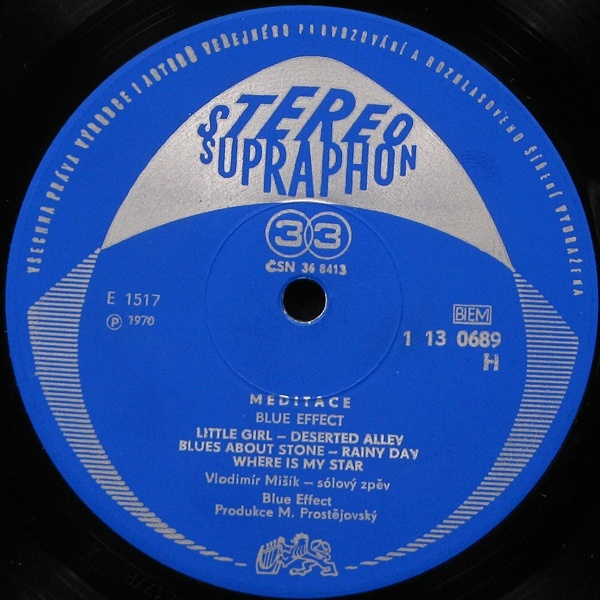 VŠECHNA PRÁVA VÝROBCE I AUTORŮ VEŘEJNÉHO PROVOZOVÁNÍ A ROZHLASOVÉHO ŠÍŘENÍ VYHRAŽENA
STEREO
SUPRAPHON
33
ČSN 36 8413
E 1517
℗ 1970
BIEM
1 13 0689
H
MEDITACE
BLUE EFFECT
LITTLE GIRL – DESERTED ALLEY
BLUES ABOUT STONE – RAINY DAY
WHERE IS MY STAR
Vladimír Mišík – sólový zpěv
Blue Effect
Produkce M. Prostějovský